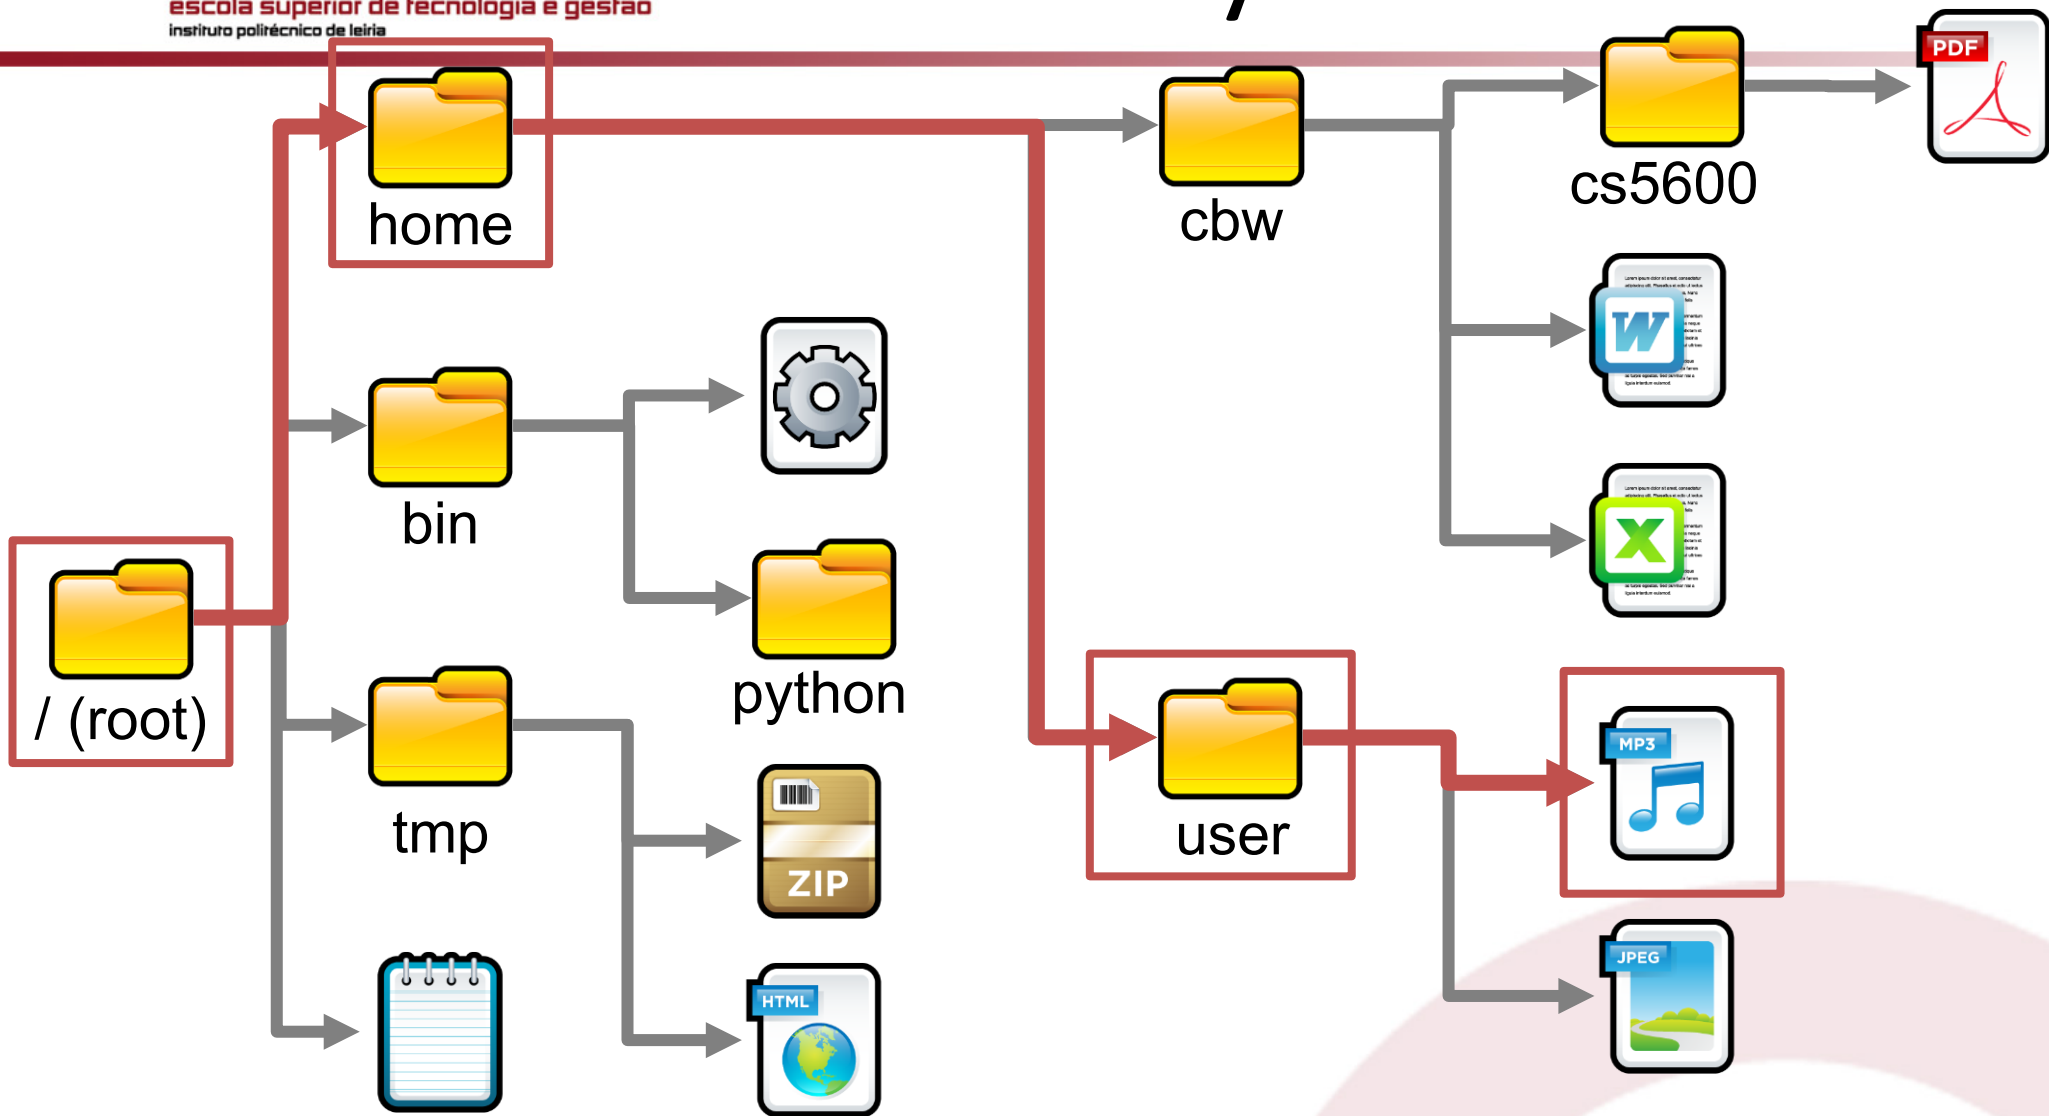 escola superior de tecnologia e gestão
instituto politécnico de leiria
PDF
home
cbw
cs5600
W
bin
X
/ (root)
python
MP3
tmp
user
ZIP
JPEG
HTML